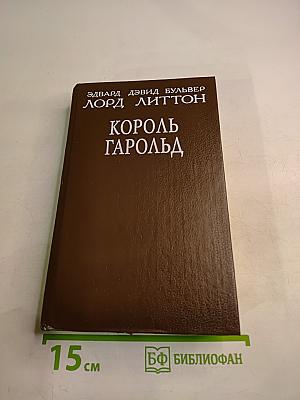 ЭДВАРД ДЭВИД БУЛЬВЕР
ЛОРД ЛИТТОН
КОРОЛЬ
ГАРОЛЬД
15 см
БФ БИБЛИОФАН